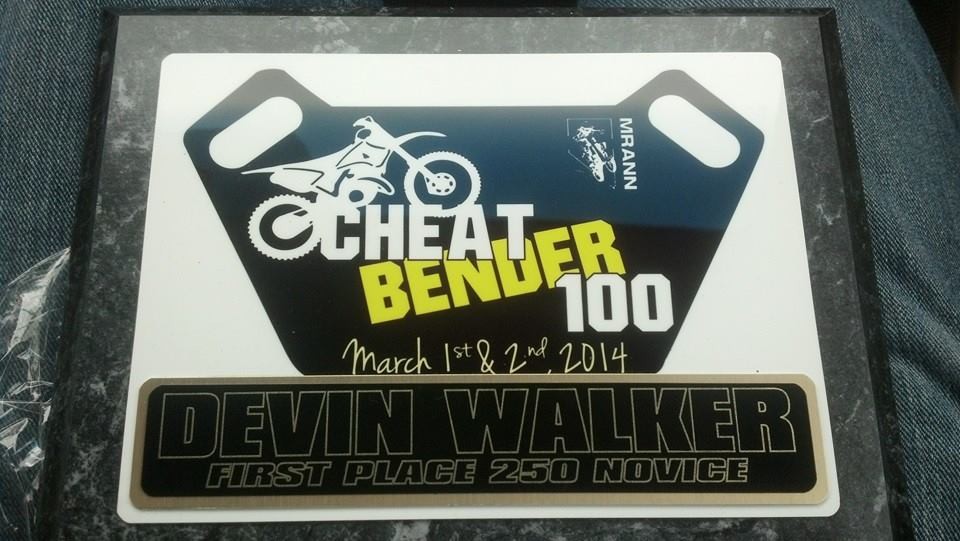 MRANN
CHEAT
BENDER
100
March 1st & 2nd, 2014
DEVIN WALKER
FIRST PLACE 250 NOVICE